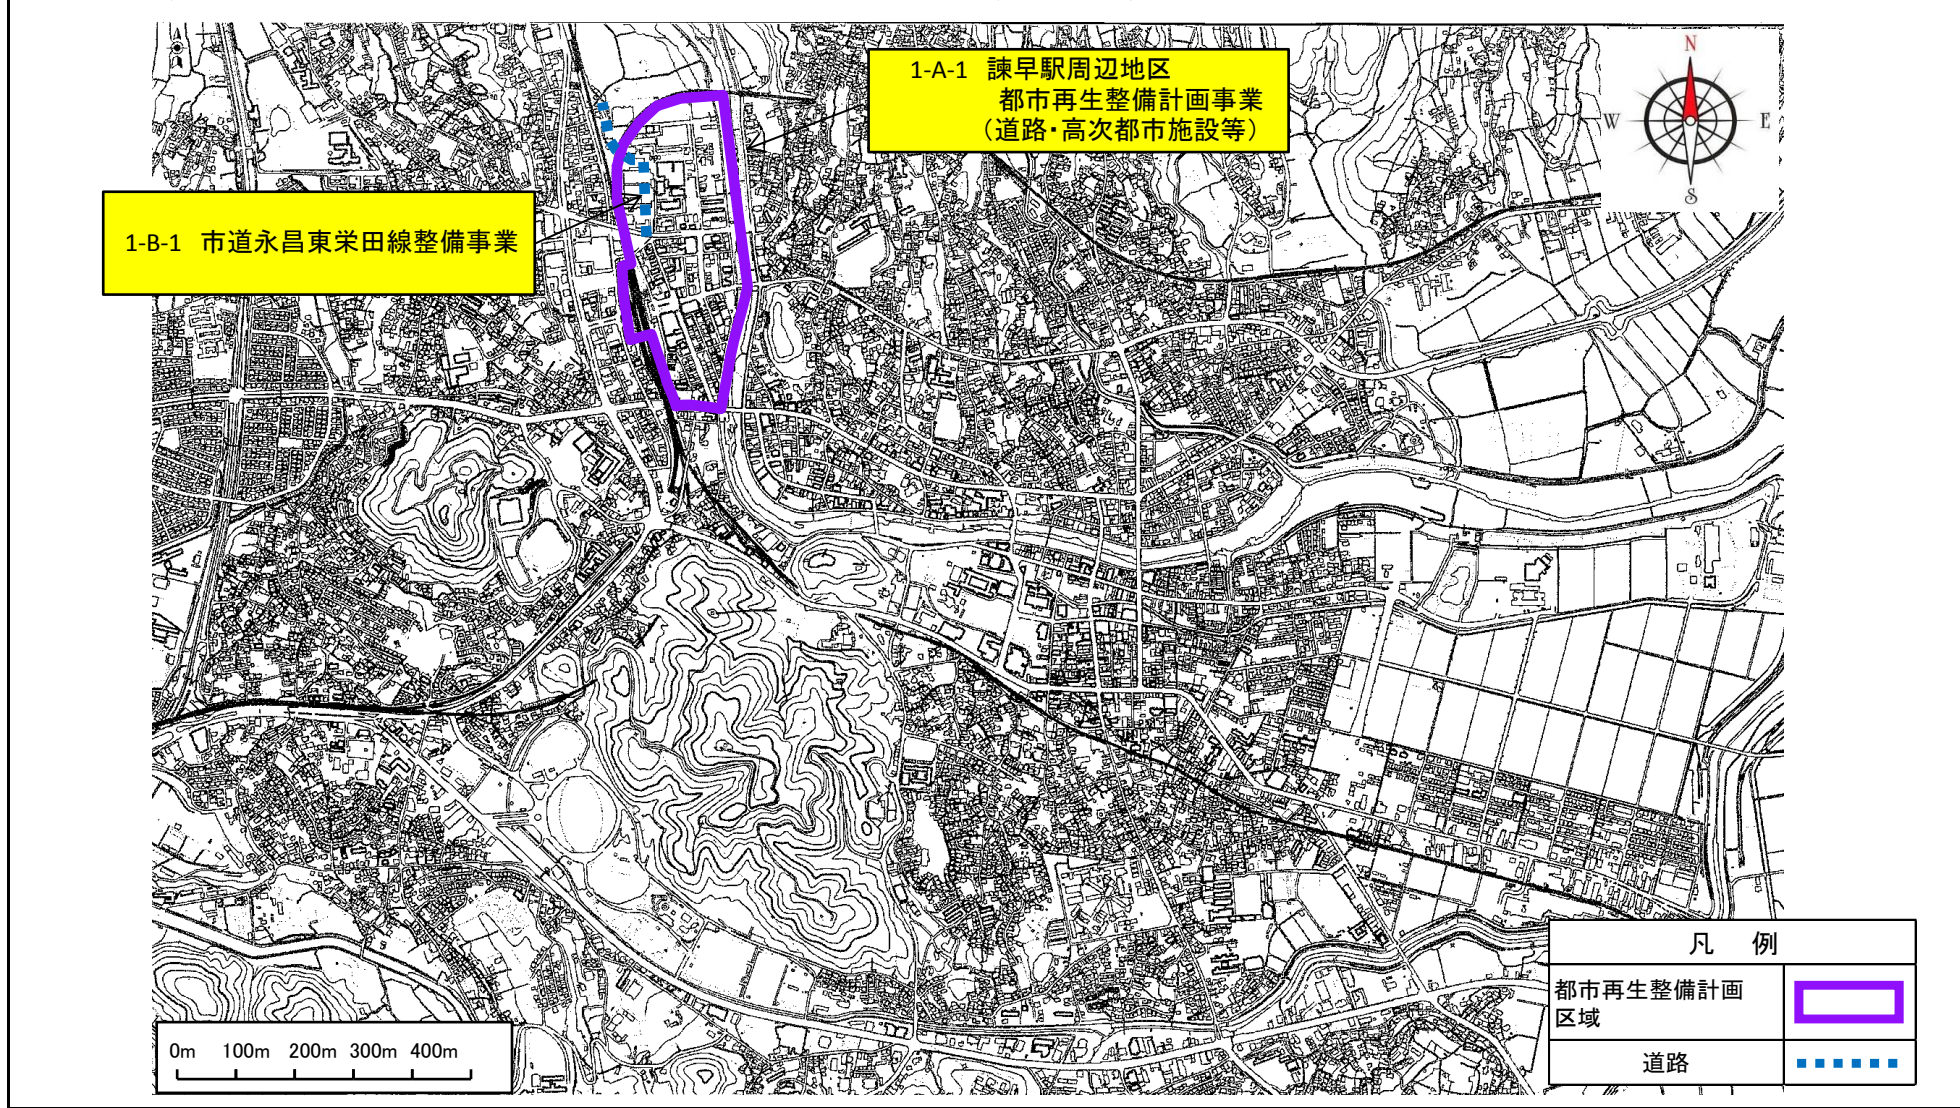 1-A-1 諫早駅周辺地区
都市再生整備計画事業
（道路・高次都市施設等）
N
W
E
S
1-B-1 市道永昌東栄田線整備事業
凡 例
都市再生整備計画
区域
道路
0m 100m 200m 300m 400m